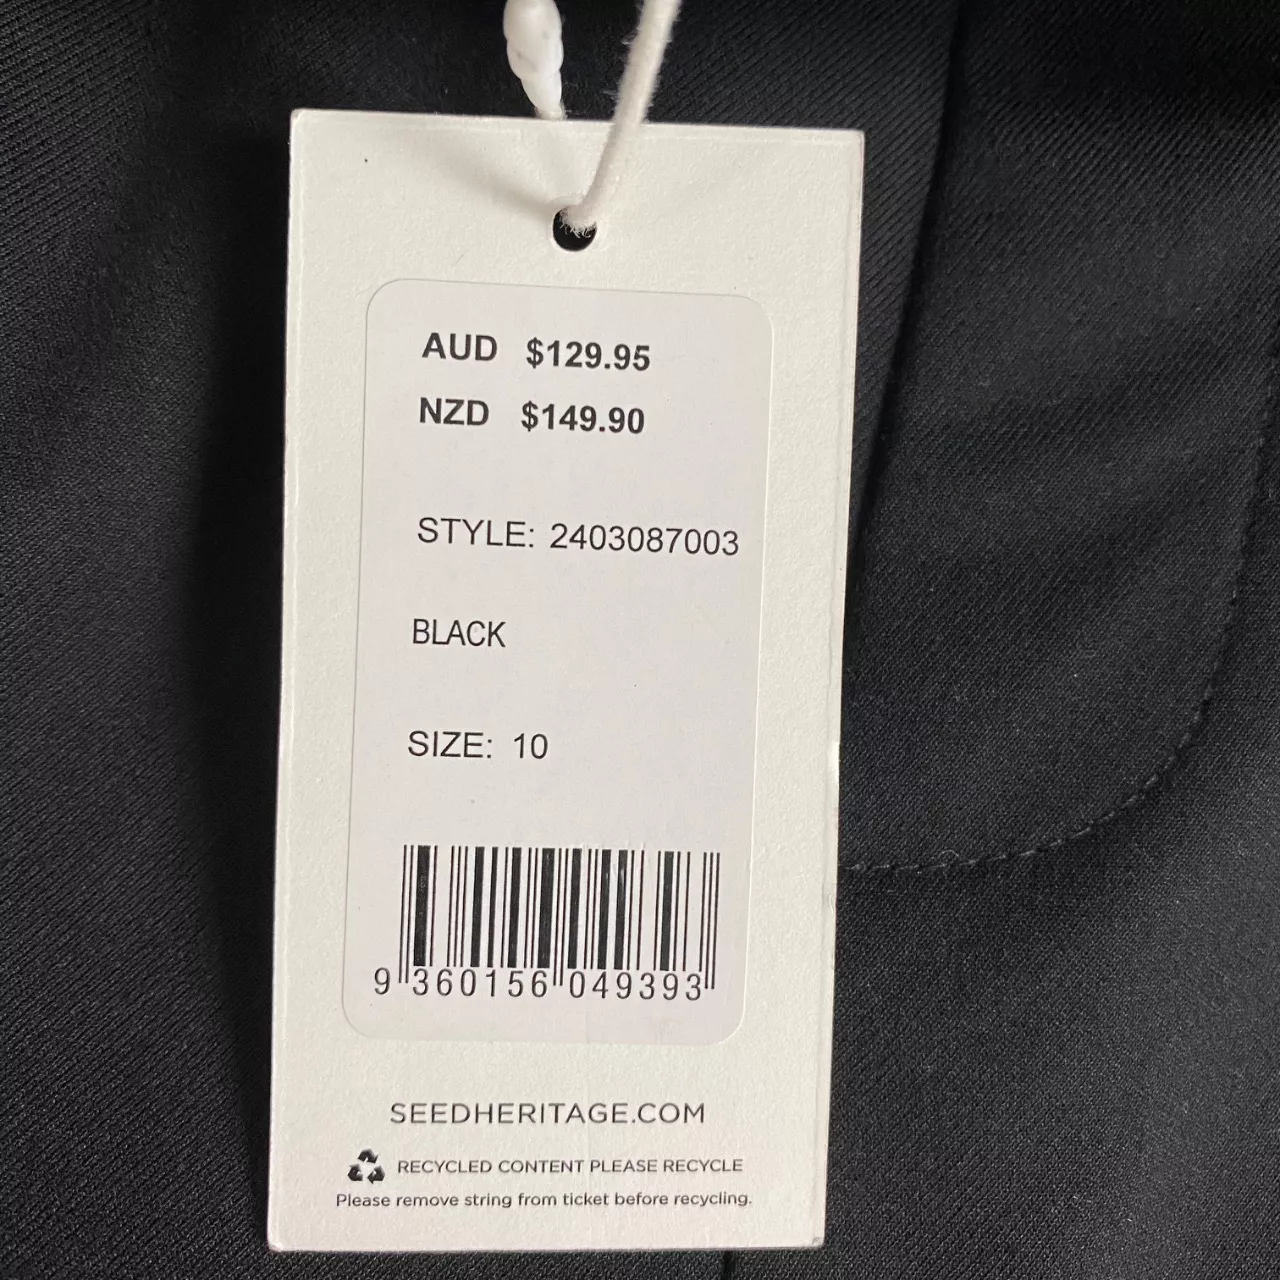 AUD $129.95
NZD $149.90
STYLE: 2403087003
BLACK
SIZE: 10
9 360156 049393
SEEDHERITAGE.COM
RECYCLED CONTENT PLEASE RECYCLE
Please remove string from ticket before recycling.